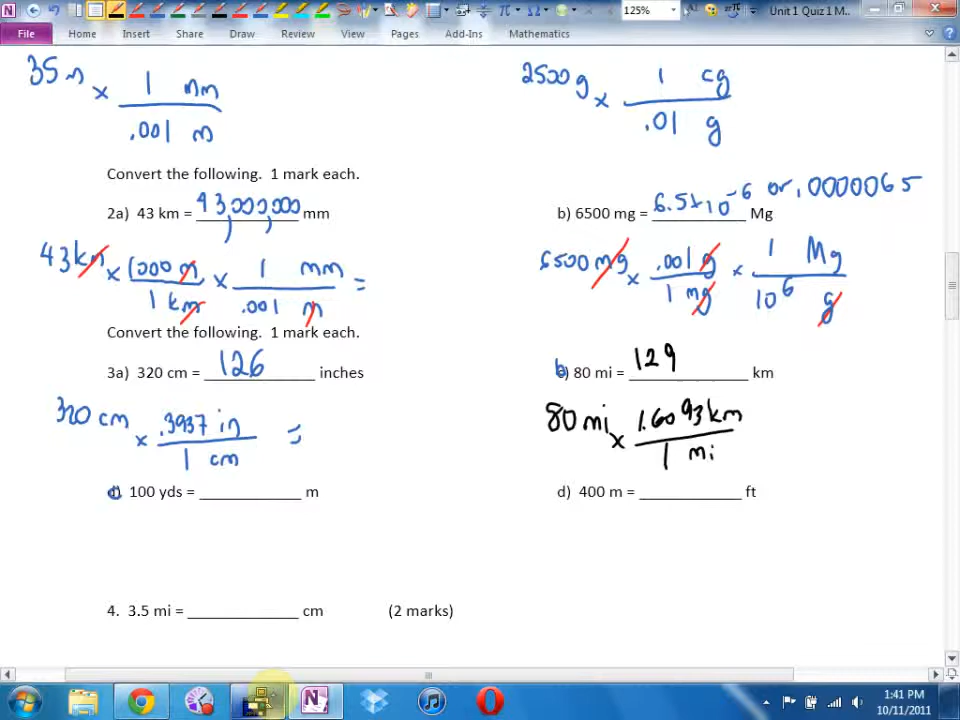 125%
Unit 1 Quiz 1 M..
File Home Insert Share Draw Review View Pages Add-Ins Mathematics
35 m × 1 mm / .001 m
2500 g × 1 cg / .01 g
Convert the following. 1 mark each.
2a) 43 km = 43,000,000 mm
b) 6500 mg = 6.5×10⁻⁶ or .0000065 Mg
43 km × 1000 m / 1 km × 1 mm / .001 m =
6500 mg × .001 g / 1 mg × 1 Mg / 10⁶ g
Convert the following. 1 mark each.
3a) 320 cm = 126 inches
b) 80 mi = 129 km
320 cm × .3937 in / 1 cm =
80 mi × 1.6093 km / 1 mi
c) 100 yds = ____________ m
d) 400 m = ____________ ft
4. 3.5 mi = ____________ cm (2 marks)
1:41 PM
10/11/2011